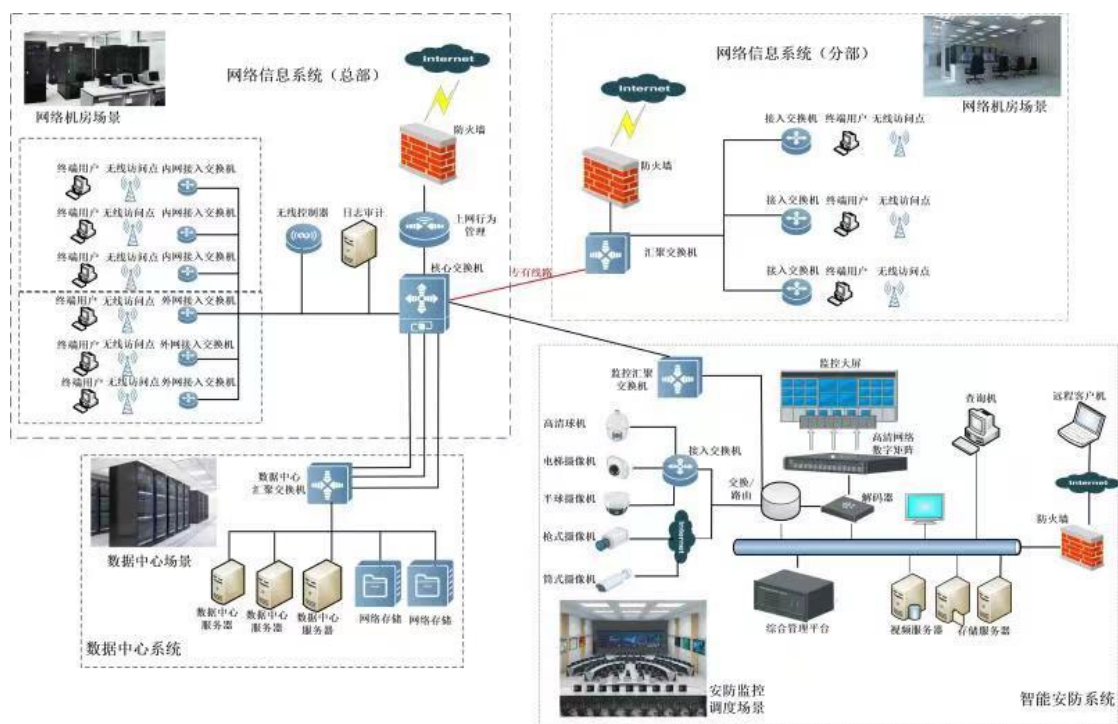 网络信息系统（总部）
Internet
网络机房场景
防火墙
终端用户 无线访问点 内网接入交换机
终端用户 无线访问点 内网接入交换机
终端用户 无线访问点 内网接入交换机
终端用户 无线访问点 外网接入交换机
终端用户 无线访问点 外网接入交换机
终端用户 无线访问点 外网接入交换机
无线控制器
日志审计
上网行为
管理
核心交换机
专有线路
网络信息系统（分部）
Internet
网络机房场景
防火墙
汇聚交换机
接入交换机 终端用户 无线访问点
接入交换机 终端用户 无线访问点
接入交换机 终端用户 无线访问点
数据中心
汇聚交换机
数据中心场景
数据中心
服务器
数据中心
服务器
数据中心
服务器
网络存储
网络存储
数据中心系统
监控汇聚
交换机
监控大屏
查询机
远程客户机
高清球机
电梯摄像机
半球摄像机
枪式摄像机
筒式摄像机
接入交换机
Internet
高清网络
数字矩阵
交换/
路由
解码器
Internet
防火墙
综合管理平台
视频服务器
存储服务器
安防监控
调度场景
智能安防系统